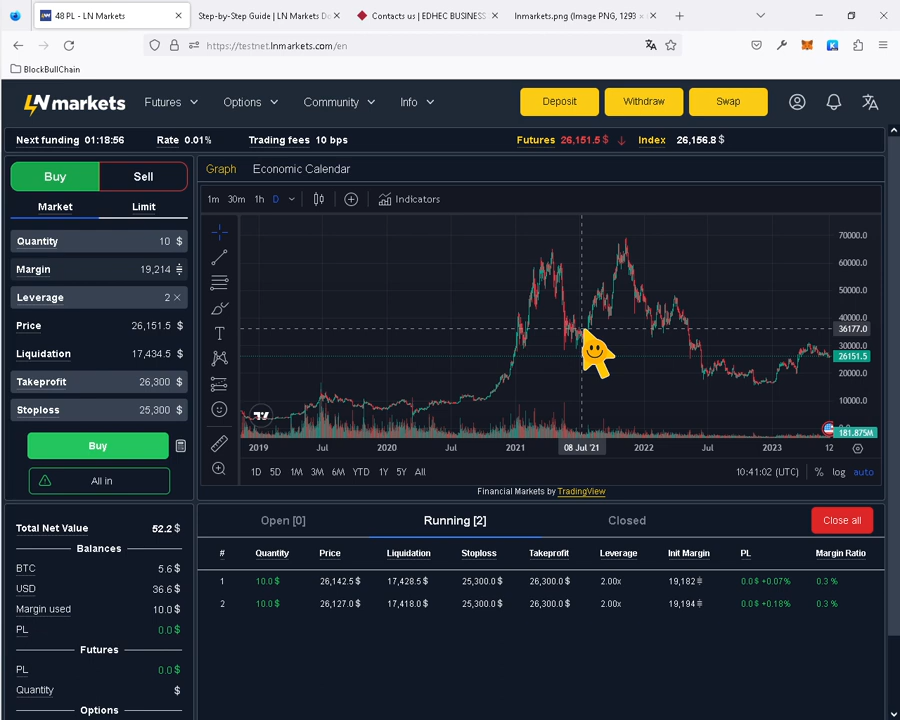 48 PL - LN Markets
Step-by-Step Guide | LN Markets Do
Contacts us | EDHEC BUSINESS
lnmarkets.png (Image PNG, 1293 ×
https://testnet.lnmarkets.com/en
BlockBullChain
LN markets
Futures
Options
Community
Info
Deposit
Withdraw
Swap
Next funding 01:18:56
Rate 0.01%
Trading fees 10 bps
Futures 26,151.5 $ ↓
Index 26,156.8 $
Buy
Sell
Market
Limit
Quantity 10 $
Margin 19,214
Leverage 2 ×
Price 26,151.5 $
Liquidation 17,434.5 $
Takeprofit 26,300 $
Stoploss 25,300 $
Buy
All in
Graph
Economic Calendar
1m 30m 1h D
Indicators
70000.0
60000.0
50000.0
40000.0
36177.0
30000.0
26151.5
20000.0
10000.0
181.875M
2019 Jul 2020 Jul 2021 08 Jul '21 2022 Jul 2023 12
1D 5D 1M 3M 6M YTD 1Y 5Y All
10:41:02 (UTC) % log auto
Financial Markets by TradingView
Total Net Value 52.2 $
Balances
BTC 5.6 $
USD 36.6 $
Margin used 10.0 $
PL 0.0 $
Futures
PL 0.0 $
Quantity $
Options
Open [0]
Running [2]
Closed
Close all
# Quantity Price Liquidation Stoploss Takeprofit Leverage Init Margin PL Margin Ratio
1 10.0 $ 26,142.5 $ 17,428.5 $ 25,300.0 $ 26,300.0 $ 2.00x 19,182 0.0 $ +0.07% 0.3 %
2 10.0 $ 26,127.0 $ 17,418.0 $ 25,300.0 $ 26,300.0 $ 2.00x 19,194 0.0 $ +0.18% 0.3 %